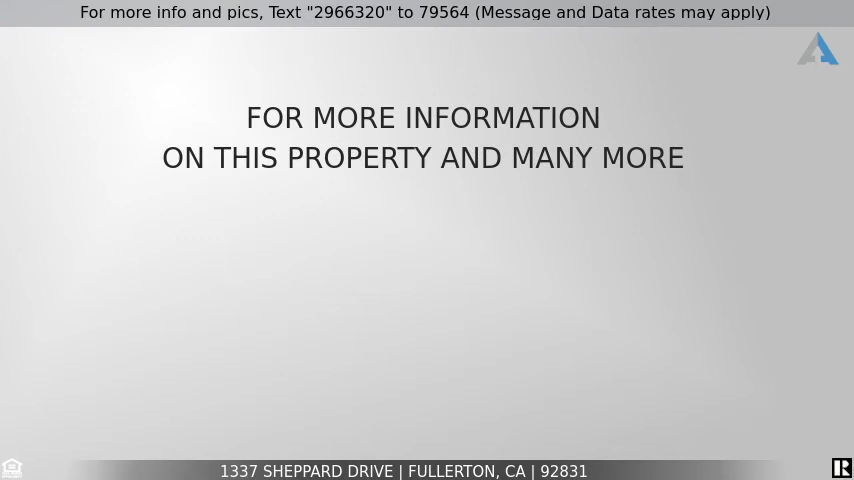 For more info and pics, Text "2966320" to 79564 (Message and Data rates may apply)
FOR MORE INFORMATION
ON THIS PROPERTY AND MANY MORE
1337 SHEPPARD DRIVE | FULLERTON, CA | 92831